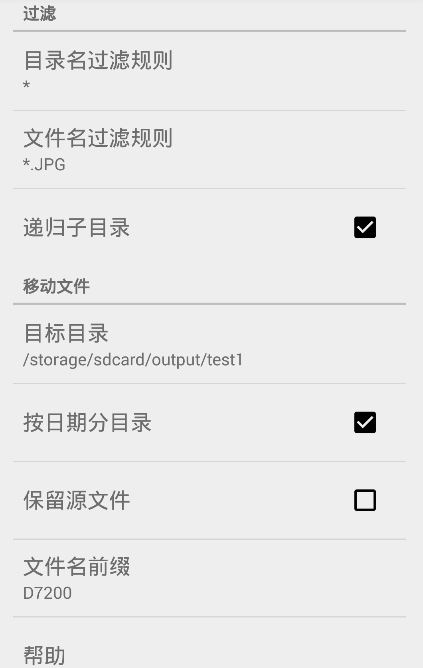 过滤
目录名过滤规则
*
文件名过滤规则
*.JPG
递归子目录
移动文件
目标目录
/storage/sdcard/output/test1
按日期分目录
保留源文件
文件名前缀
D7200
帮助